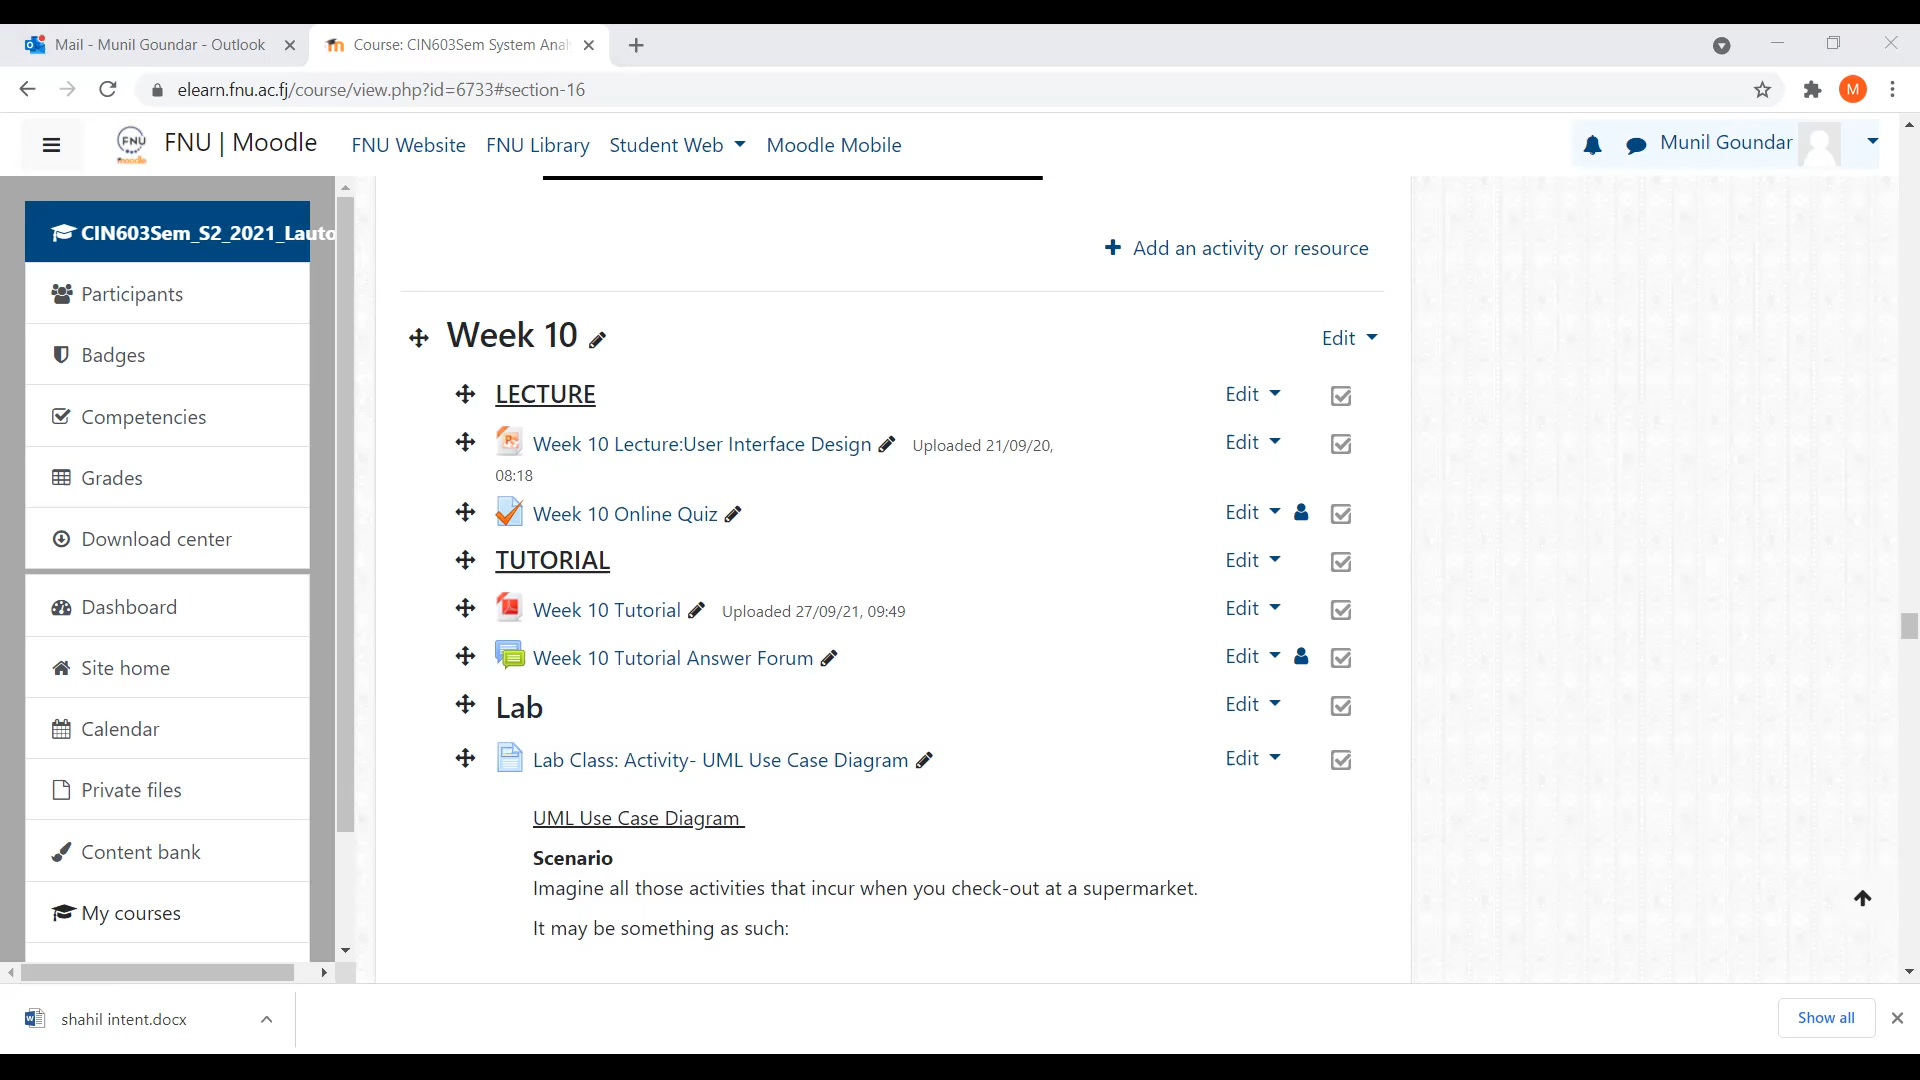 Mail - Munil Goundar - Outlook
Course: CIN603Sem System Anal
elearn.fnu.ac.fj/course/view.php?id=6733#section-16
M
FNU
moodle
FNU | Moodle
FNU Website
FNU Library
Student Web
Moodle Mobile
Munil Goundar
CIN603Sem_S2_2021_Lauto
Participants
Badges
Competencies
Grades
Download center
Dashboard
Site home
Calendar
Private files
Content bank
My courses
Add an activity or resource
Week 10
Edit
LECTURE
Edit
Week 10 Lecture:User Interface Design
Uploaded 21/09/20,
08:18
Edit
Week 10 Online Quiz
Edit
TUTORIAL
Edit
Week 10 Tutorial
Uploaded 27/09/21, 09:49
Edit
Week 10 Tutorial Answer Forum
Edit
Lab
Edit
Lab Class: Activity- UML Use Case Diagram
Edit
UML Use Case Diagram
Scenario
Imagine all those activities that incur when you check-out at a supermarket.
It may be something as such:
shahil intent.docx
Show all